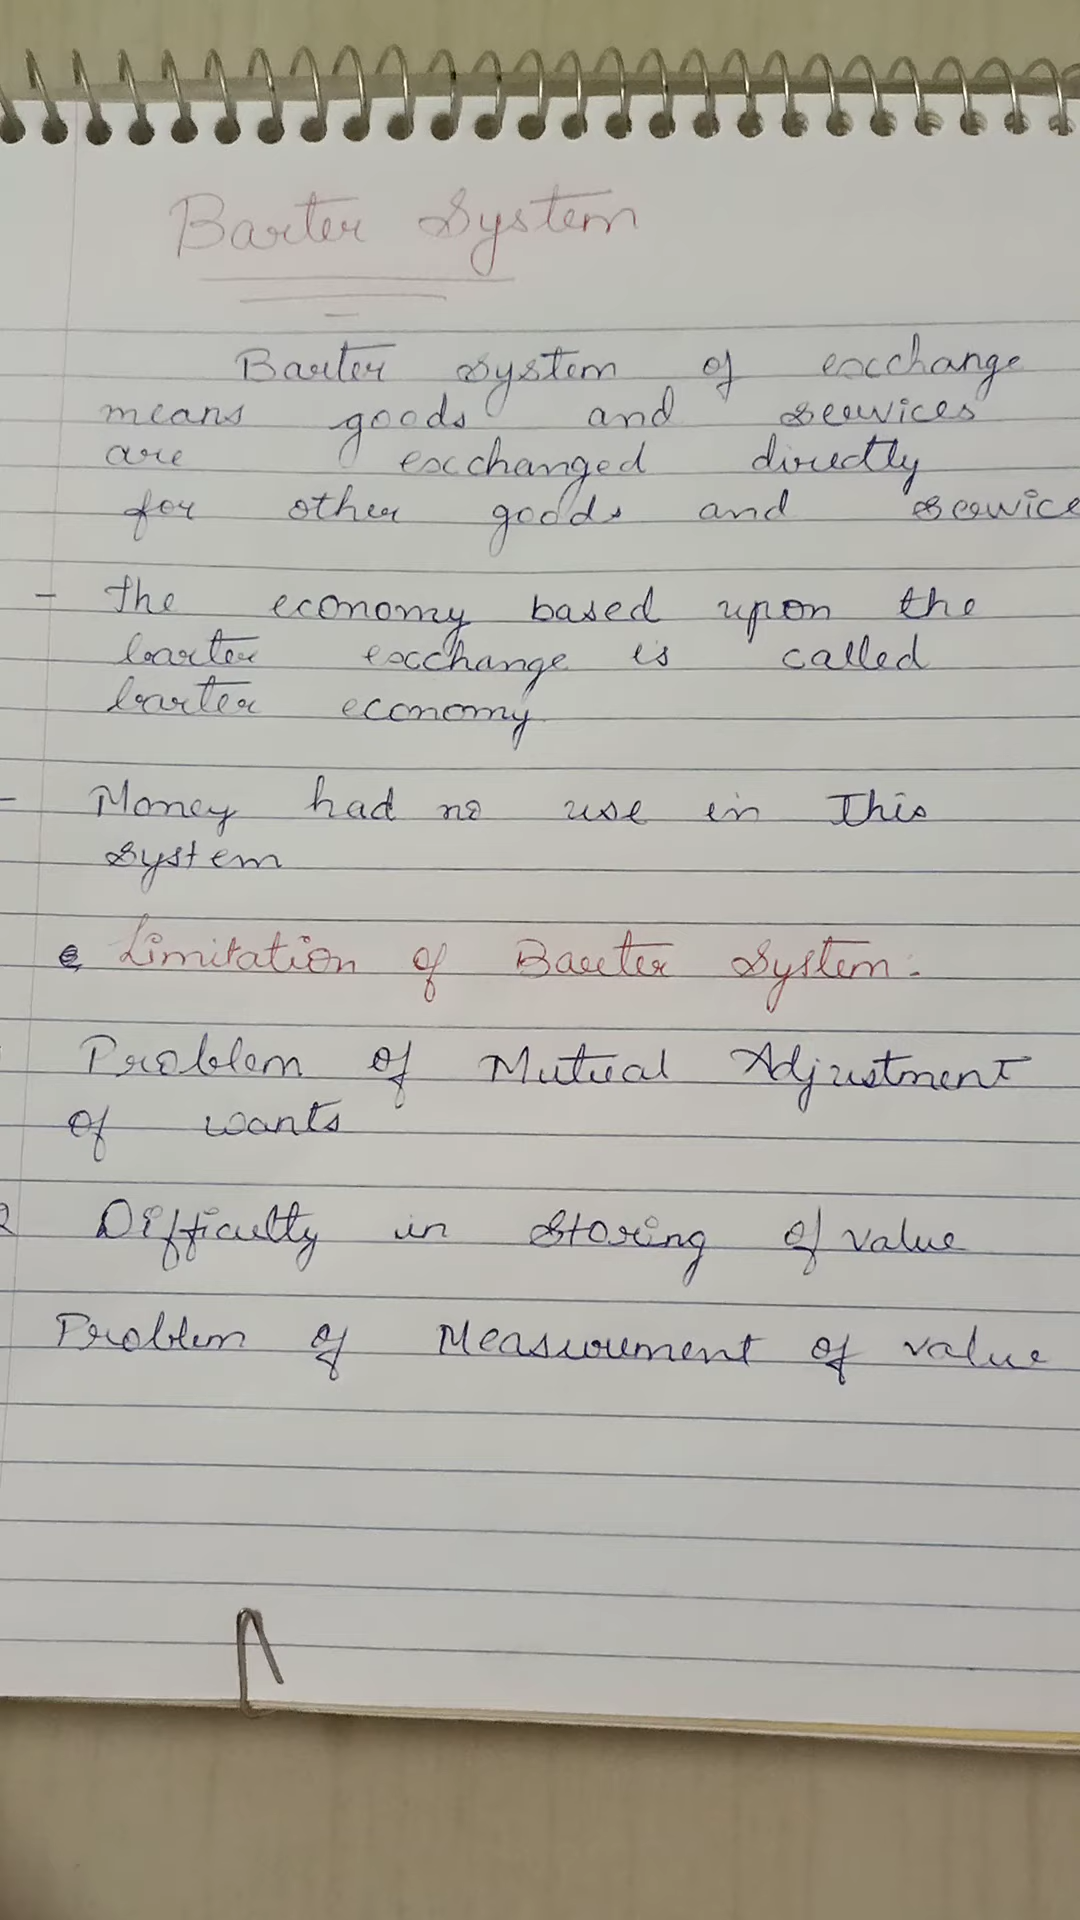 Barter System
Barter system of exchange
means goods and services
are exchanged directly
for other goods and service
- the economy based upon the
barter exchange is called
barter economy
- Money had no use in This
system
Limitation of Barter System.
Problem of Mutual Adjustment
of wants
2 Difficulty in Storing of value
Problem of Measurement of value